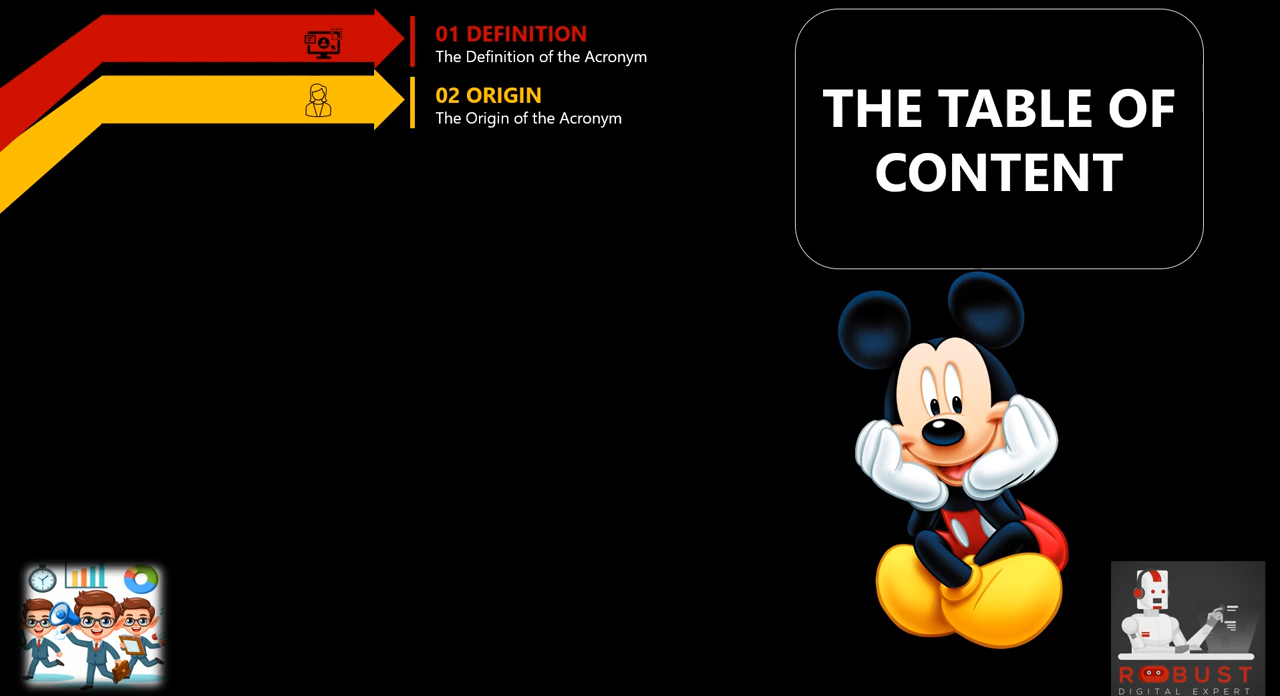 01 DEFINITION
The Definition of the Acronym
02 ORIGIN
The Origin of the Acronym
THE TABLE OF
CONTENT
ROBUST
DIGITAL EXPERT